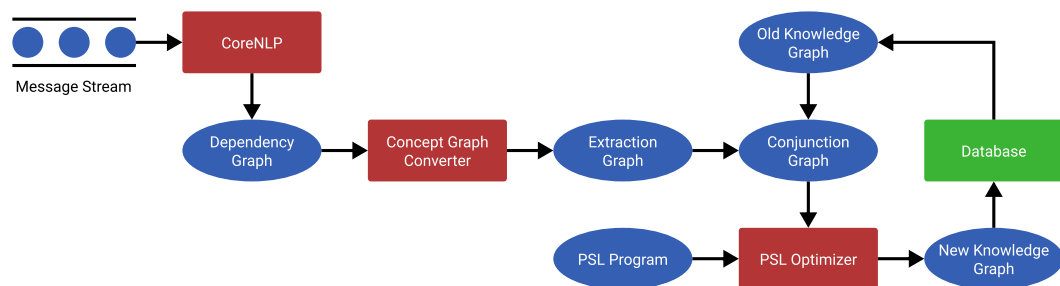 CoreNLP
Old Knowledge
Graph
Message Stream
Dependency
Graph
Concept Graph
Converter
Extraction
Graph
Conjunction
Graph
Database
PSL Program
PSL Optimizer
New Knowledge
Graph